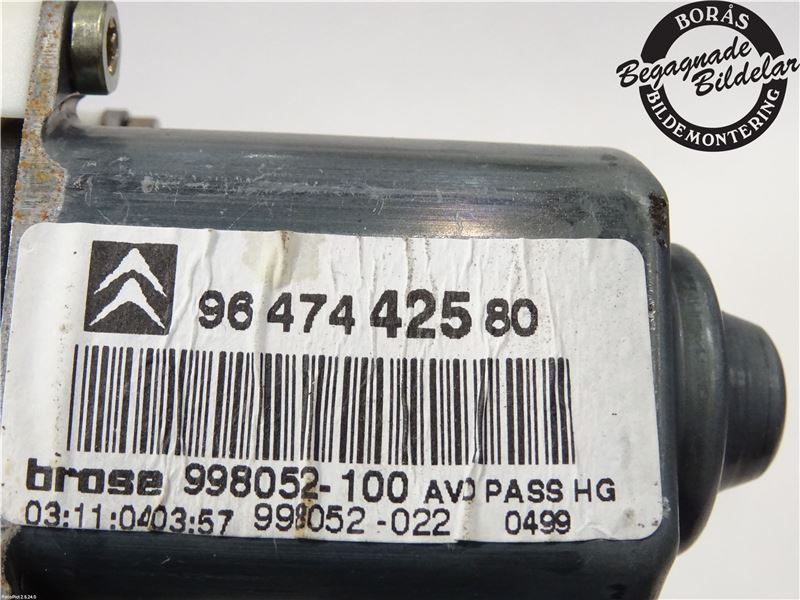 BORÅS
Begagnade
Bildelar
BILDEMONTERING
96 474 425 80
brose 998052-100 AVD PASS HG
03:11:0403:57 998052-022 0499